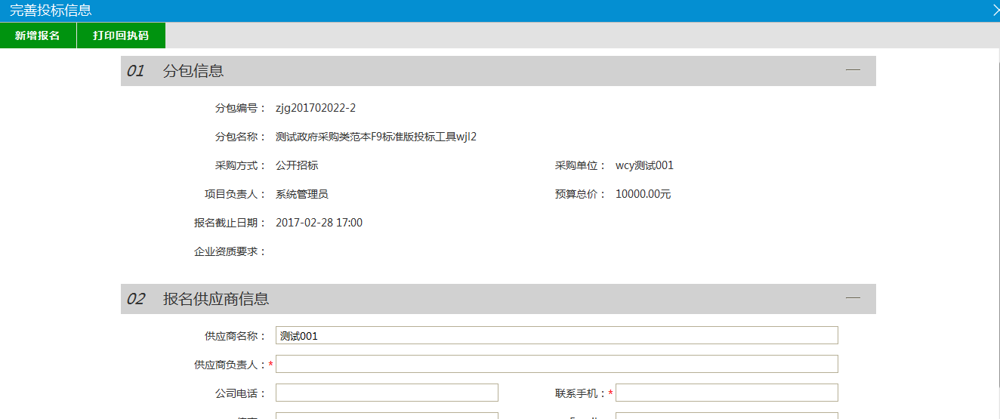 完善投标信息
新增报名 打印回执码
01 分包信息
分包编号： zjg201702022-2
分包名称： 测试政府采购类范本F9标准版投标工具wjl2
采购方式： 公开招标 采购单位： wcy测试001
项目负责人： 系统管理员 预算总价： 10000.00元
报名截止日期： 2017-02-28 17:00
企业资质要求：
02 报名供应商信息
供应商名称： 测试001
供应商负责人：*
公司电话： 联系手机：*